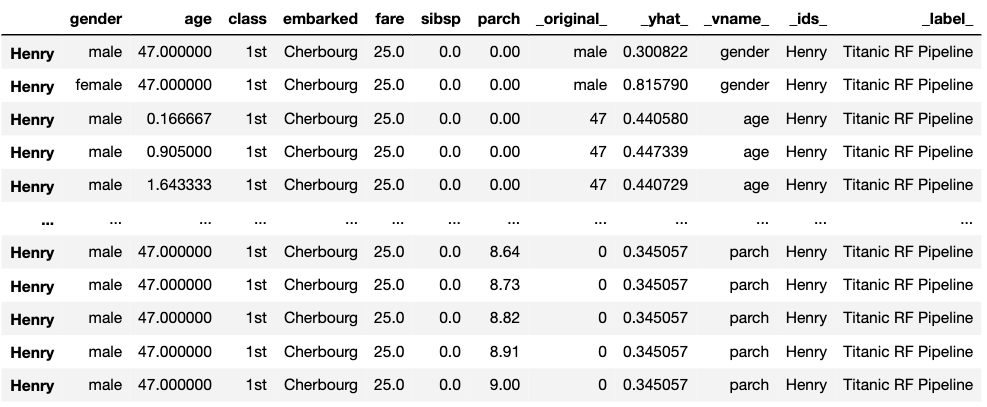 gender age class embarked fare sibsp parch _original_ _yhat_ _vname_ _ids_ _label_
Henry male 47.000000 1st Cherbourg 25.0 0.0 0.00 male 0.300822 gender Henry Titanic RF Pipeline
Henry female 47.000000 1st Cherbourg 25.0 0.0 0.00 male 0.815790 gender Henry Titanic RF Pipeline
Henry male 0.166667 1st Cherbourg 25.0 0.0 0.00 47 0.440580 age Henry Titanic RF Pipeline
Henry male 0.905000 1st Cherbourg 25.0 0.0 0.00 47 0.447339 age Henry Titanic RF Pipeline
Henry male 1.643333 1st Cherbourg 25.0 0.0 0.00 47 0.440729 age Henry Titanic RF Pipeline
... ... ... ... ... ... ... ... ... ... ... ... ...
Henry male 47.000000 1st Cherbourg 25.0 0.0 8.64 0 0.345057 parch Henry Titanic RF Pipeline
Henry male 47.000000 1st Cherbourg 25.0 0.0 8.73 0 0.345057 parch Henry Titanic RF Pipeline
Henry male 47.000000 1st Cherbourg 25.0 0.0 8.82 0 0.345057 parch Henry Titanic RF Pipeline
Henry male 47.000000 1st Cherbourg 25.0 0.0 8.91 0 0.345057 parch Henry Titanic RF Pipeline
Henry male 47.000000 1st Cherbourg 25.0 0.0 9.00 0 0.345057 parch Henry Titanic RF Pipeline